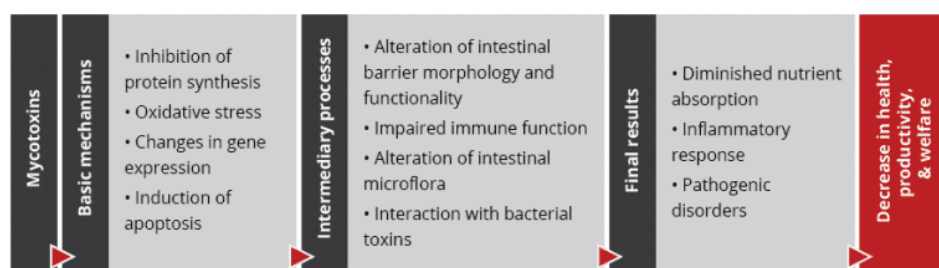 Mycotoxins
Basic mechanisms
• Inhibition of
protein synthesis
• Oxidative stress
• Changes in gene
expression
• Induction of
apoptosis
Intermediary processes
• Alteration of intestinal
barrier morphology and
functionality
• Impaired immune function
• Alteration of intestinal
microflora
• Interaction with bacterial
toxins
Final results
• Diminished nutrient
absorption
• Inflammatory
response
• Pathogenic
disorders
Decrease in health,
productivity,
& welfare